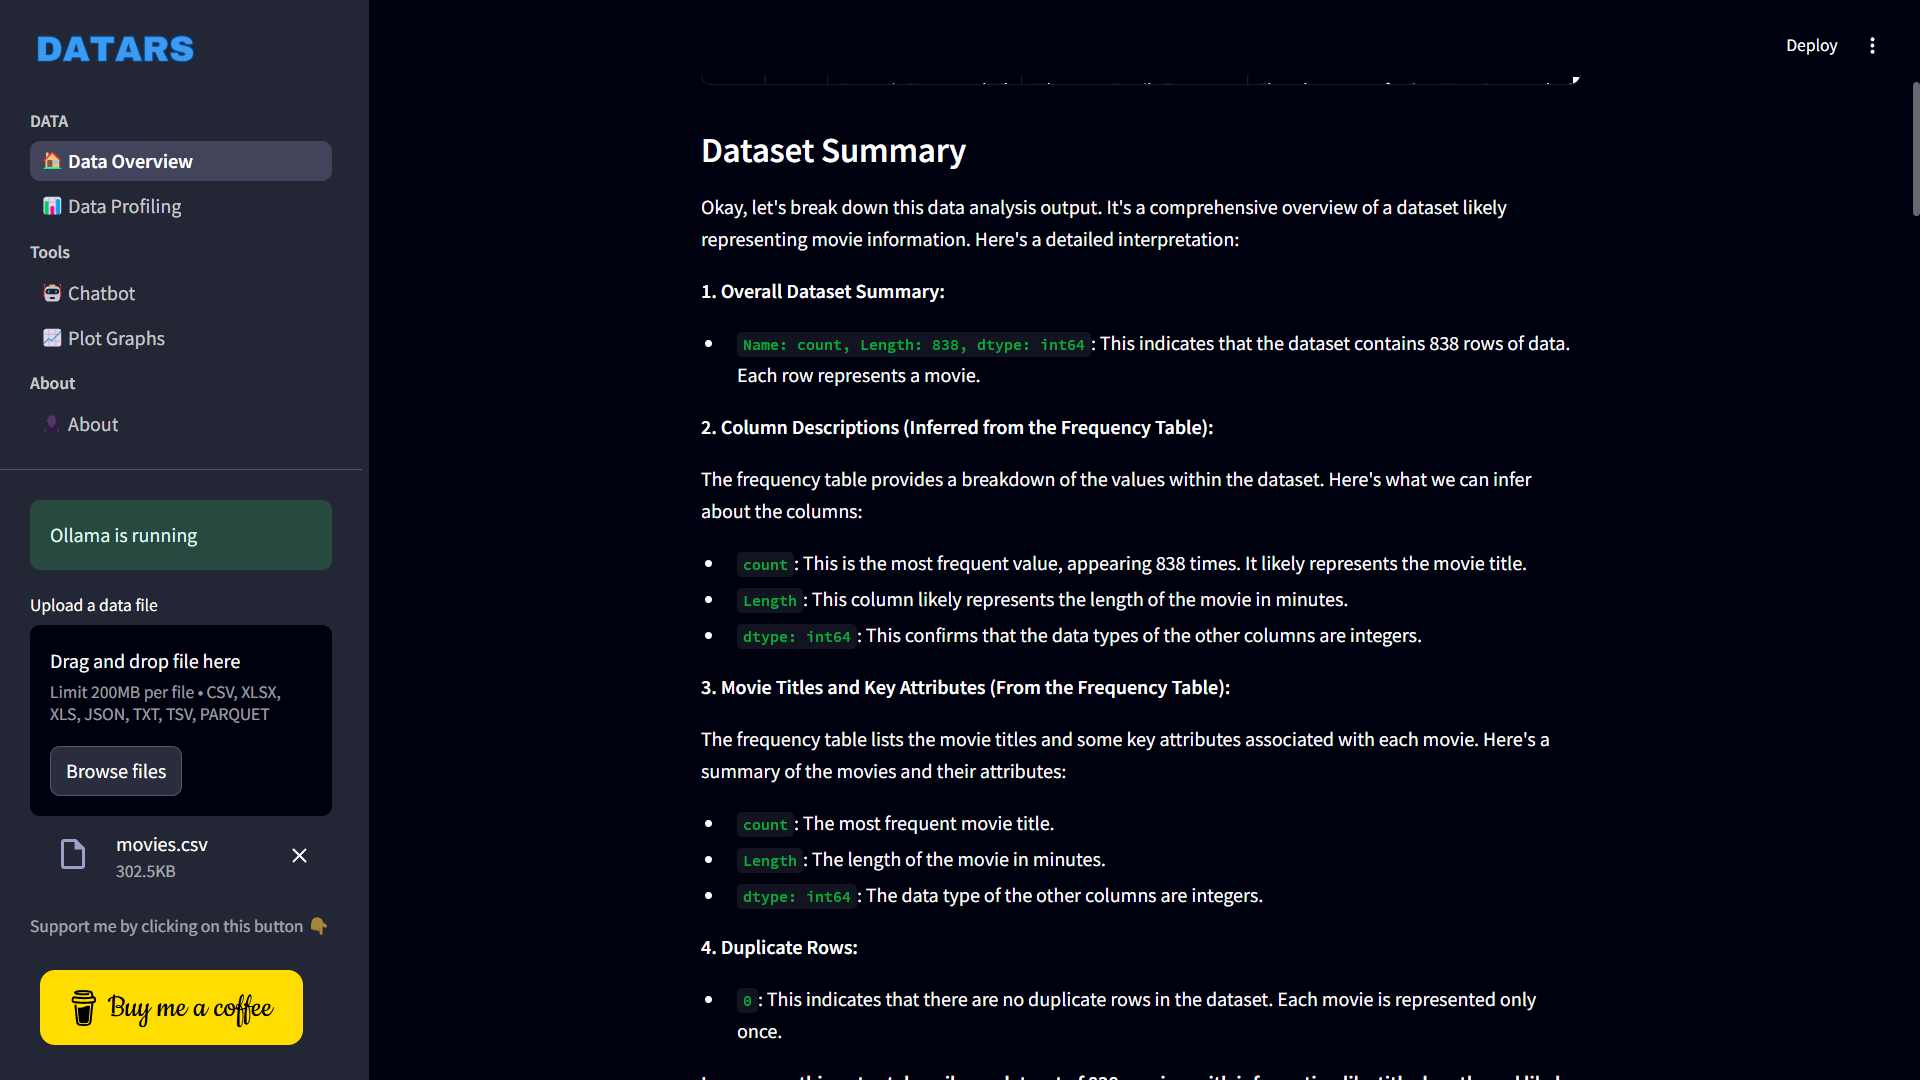 DATARS
DATA
Data Overview
Data Profiling
Tools
Chatbot
Plot Graphs
About
About
Ollama is running
Upload a data file
Drag and drop file here
Limit 200MB per file • CSV, XLSX,
XLS, JSON, TXT, TSV, PARQUET
Browse files
movies.csv
302.5KB
Support me by clicking on this button
Buy me a coffee
Deploy
Dataset Summary
Okay, let's break down this data analysis output. It's a comprehensive overview of a dataset likely
representing movie information. Here's a detailed interpretation:
1. Overall Dataset Summary:
• Name: count, Length: 838, dtype: int64 : This indicates that the dataset contains 838 rows of data.
Each row represents a movie.
2. Column Descriptions (Inferred from the Frequency Table):
The frequency table provides a breakdown of the values within the dataset. Here's what we can infer
about the columns:
• count : This is the most frequent value, appearing 838 times. It likely represents the movie title.
• Length : This column likely represents the length of the movie in minutes.
• dtype: int64 : This confirms that the data types of the other columns are integers.
3. Movie Titles and Key Attributes (From the Frequency Table):
The frequency table lists the movie titles and some key attributes associated with each movie. Here's a
summary of the movies and their attributes:
• count : The most frequent movie title.
• Length : The length of the movie in minutes.
• dtype: int64 : The data type of the other columns are integers.
4. Duplicate Rows:
• 0 : This indicates that there are no duplicate rows in the dataset. Each movie is represented only
once.